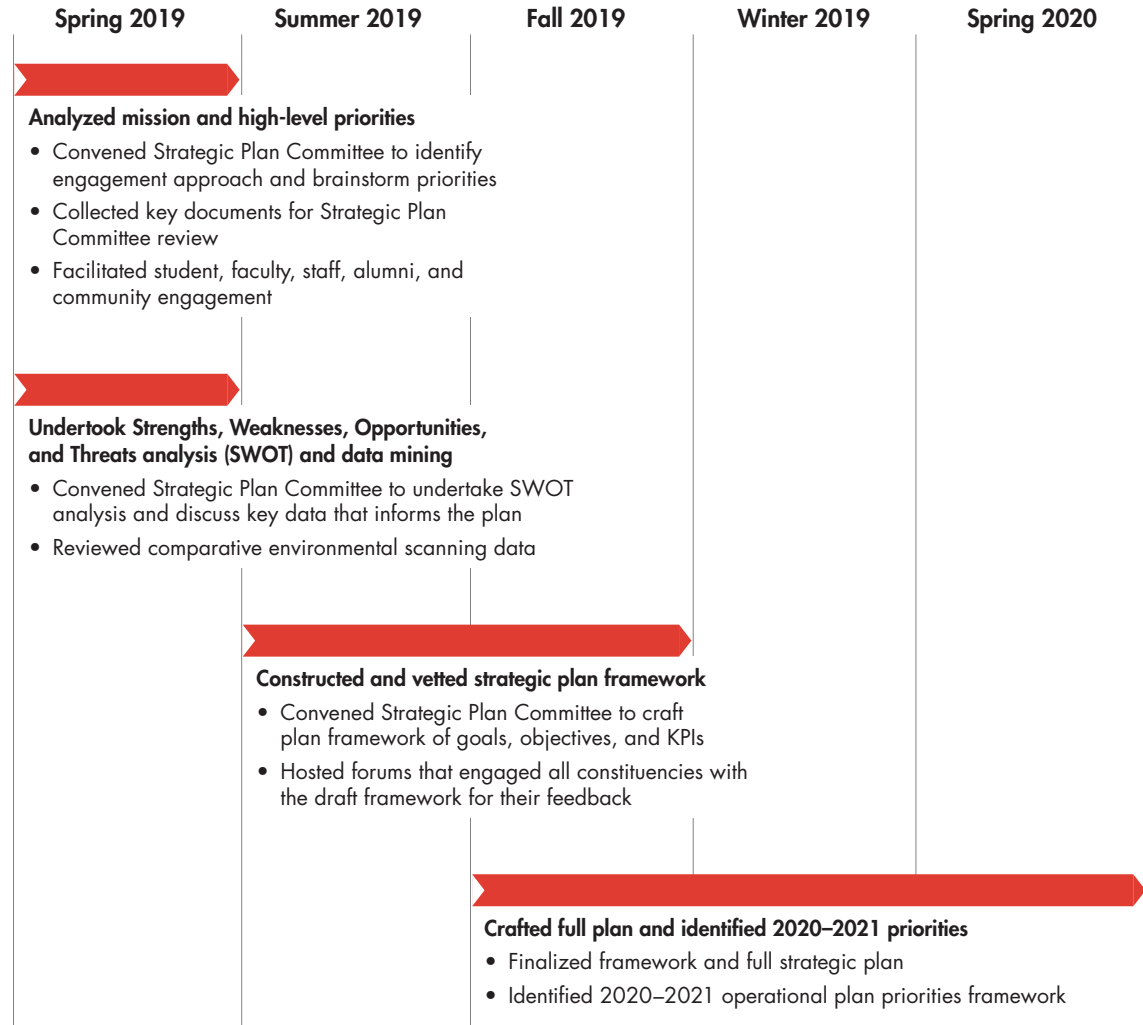 Spring 2019 Summer 2019 Fall 2019 Winter 2019 Spring 2020
Analyzed mission and high-level priorities
• Convened Strategic Plan Committee to identify
engagement approach and brainstorm priorities
• Collected key documents for Strategic Plan
Committee review
• Facilitated student, faculty, staff, alumni, and
community engagement
Undertook Strengths, Weaknesses, Opportunities,
and Threats analysis (SWOT) and data mining
• Convened Strategic Plan Committee to undertake SWOT
analysis and discuss key data that informs the plan
• Reviewed comparative environmental scanning data
Constructed and vetted strategic plan framework
• Convened Strategic Plan Committee to craft
plan framework of goals, objectives, and KPIs
• Hosted forums that engaged all constituencies with
the draft framework for their feedback
Crafted full plan and identified 2020–2021 priorities
• Finalized framework and full strategic plan
• Identified 2020–2021 operational plan priorities framework